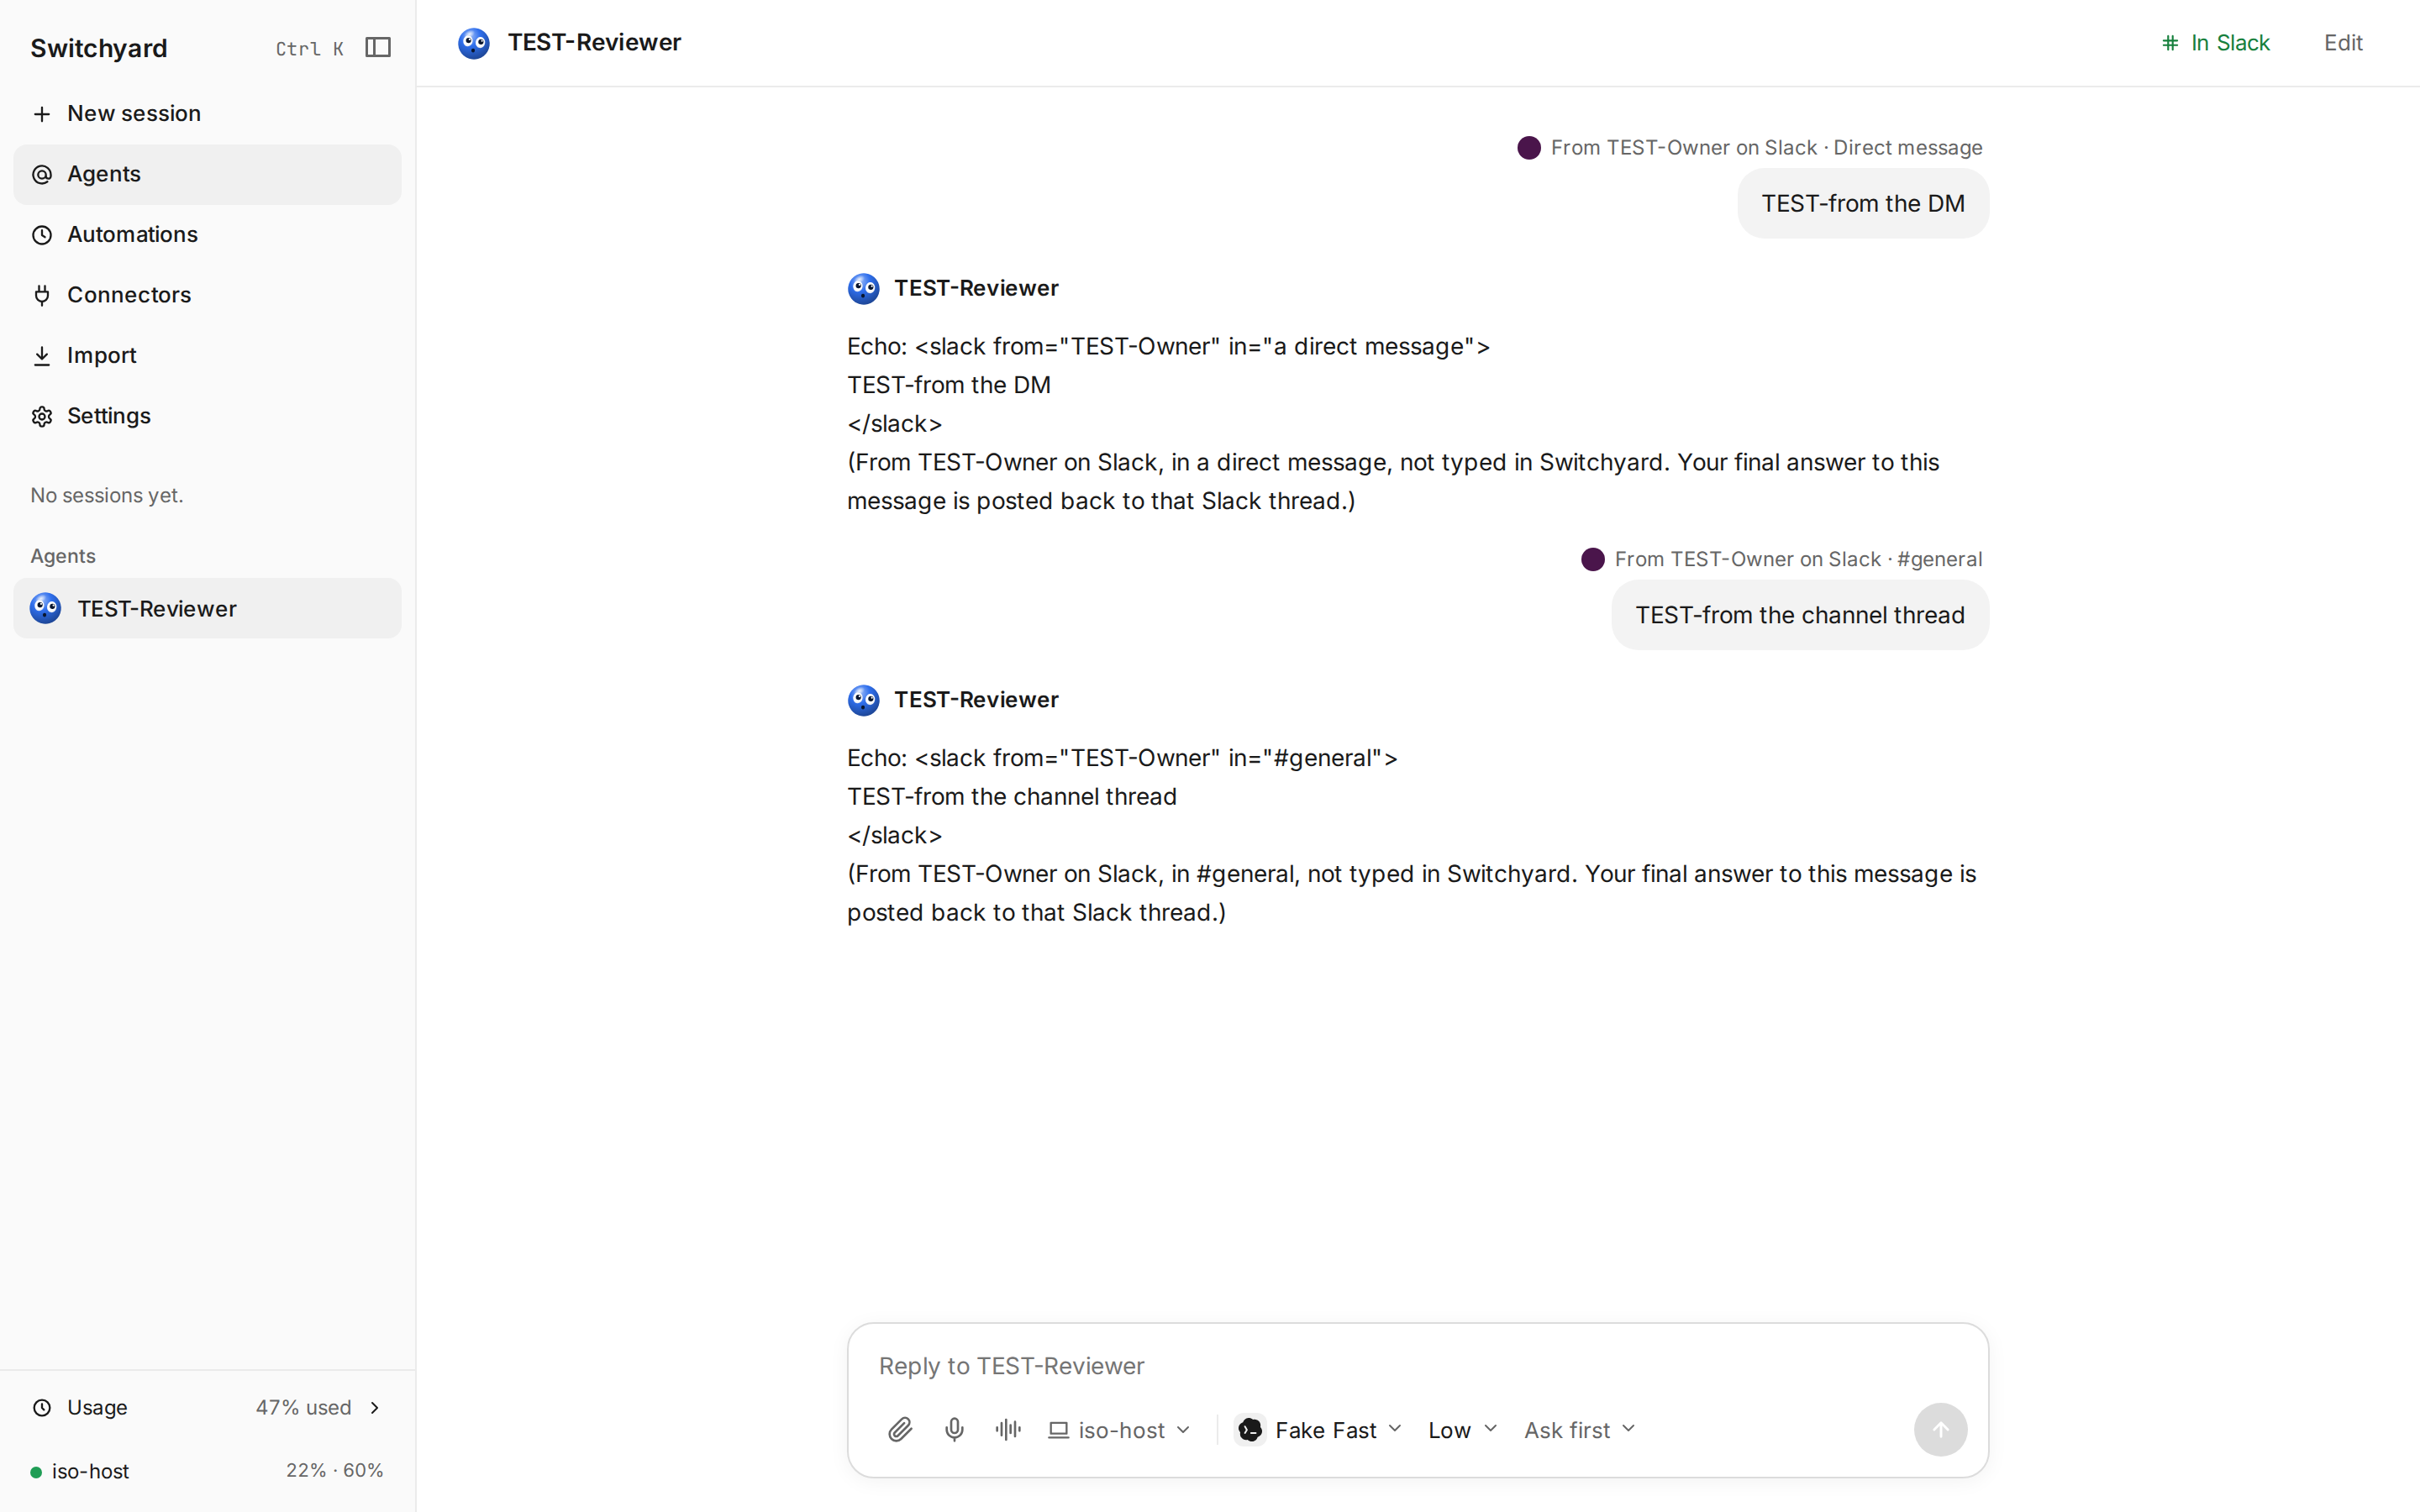 Switchyard
Ctrl K
New session
Agents
Automations
Connectors
Import
Settings
No sessions yet.
Agents
TEST-Reviewer
Usage
47% used
iso-host
22% · 60%
TEST-Reviewer
In Slack
Edit
From TEST-Owner on Slack · Direct message
TEST-from the DM
TEST-Reviewer
Echo: <slack from="TEST-Owner" in="a direct message">
TEST-from the DM
</slack>
(From TEST-Owner on Slack, in a direct message, not typed in Switchyard. Your final answer to this
message is posted back to that Slack thread.)
From TEST-Owner on Slack · #general
TEST-from the channel thread
TEST-Reviewer
Echo: <slack from="TEST-Owner" in="#general">
TEST-from the channel thread
</slack>
(From TEST-Owner on Slack, in #general, not typed in Switchyard. Your final answer to this message is
posted back to that Slack thread.)
Reply to TEST-Reviewer
iso-host
Fake Fast
Low
Ask first